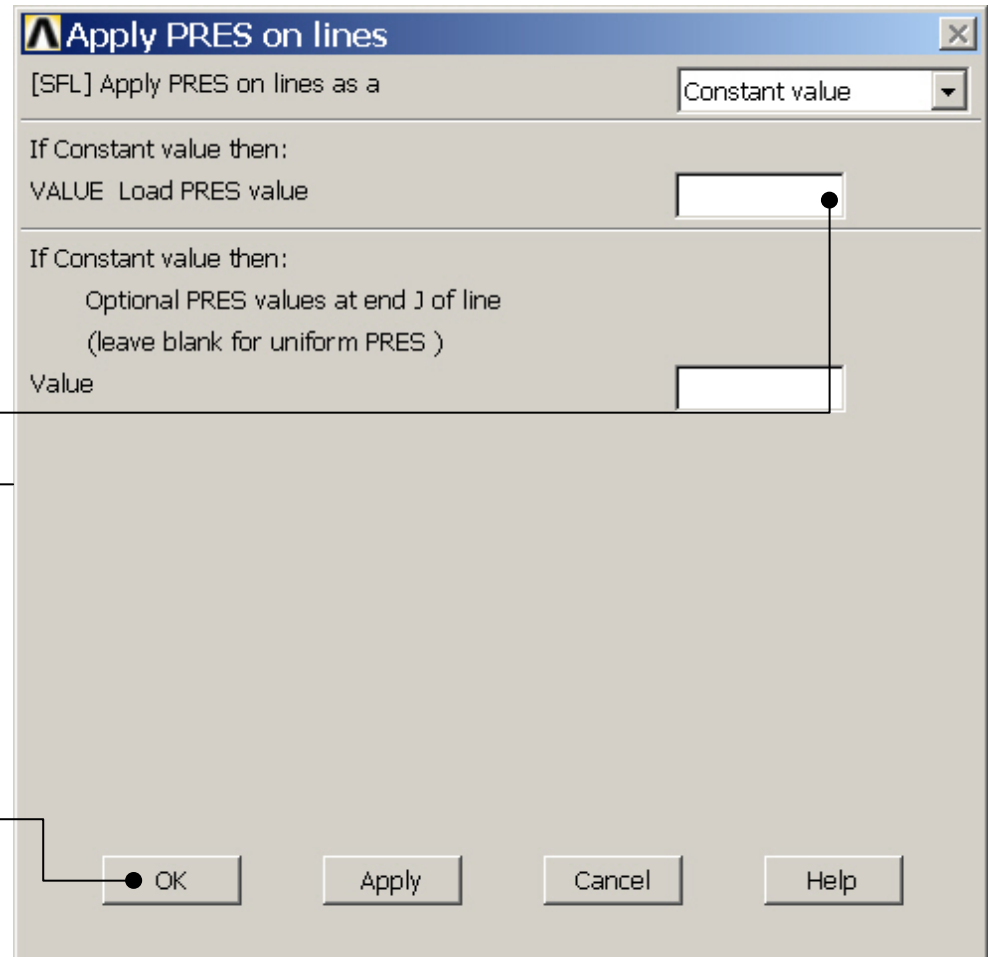 Apply PRES on lines
[SFL] Apply PRES on lines as a Constant value
If Constant value then:
VALUE Load PRES value
If Constant value then:
Optional PRES values at end J of line
(leave blank for uniform PRES )
Value
OK Apply Cancel Help